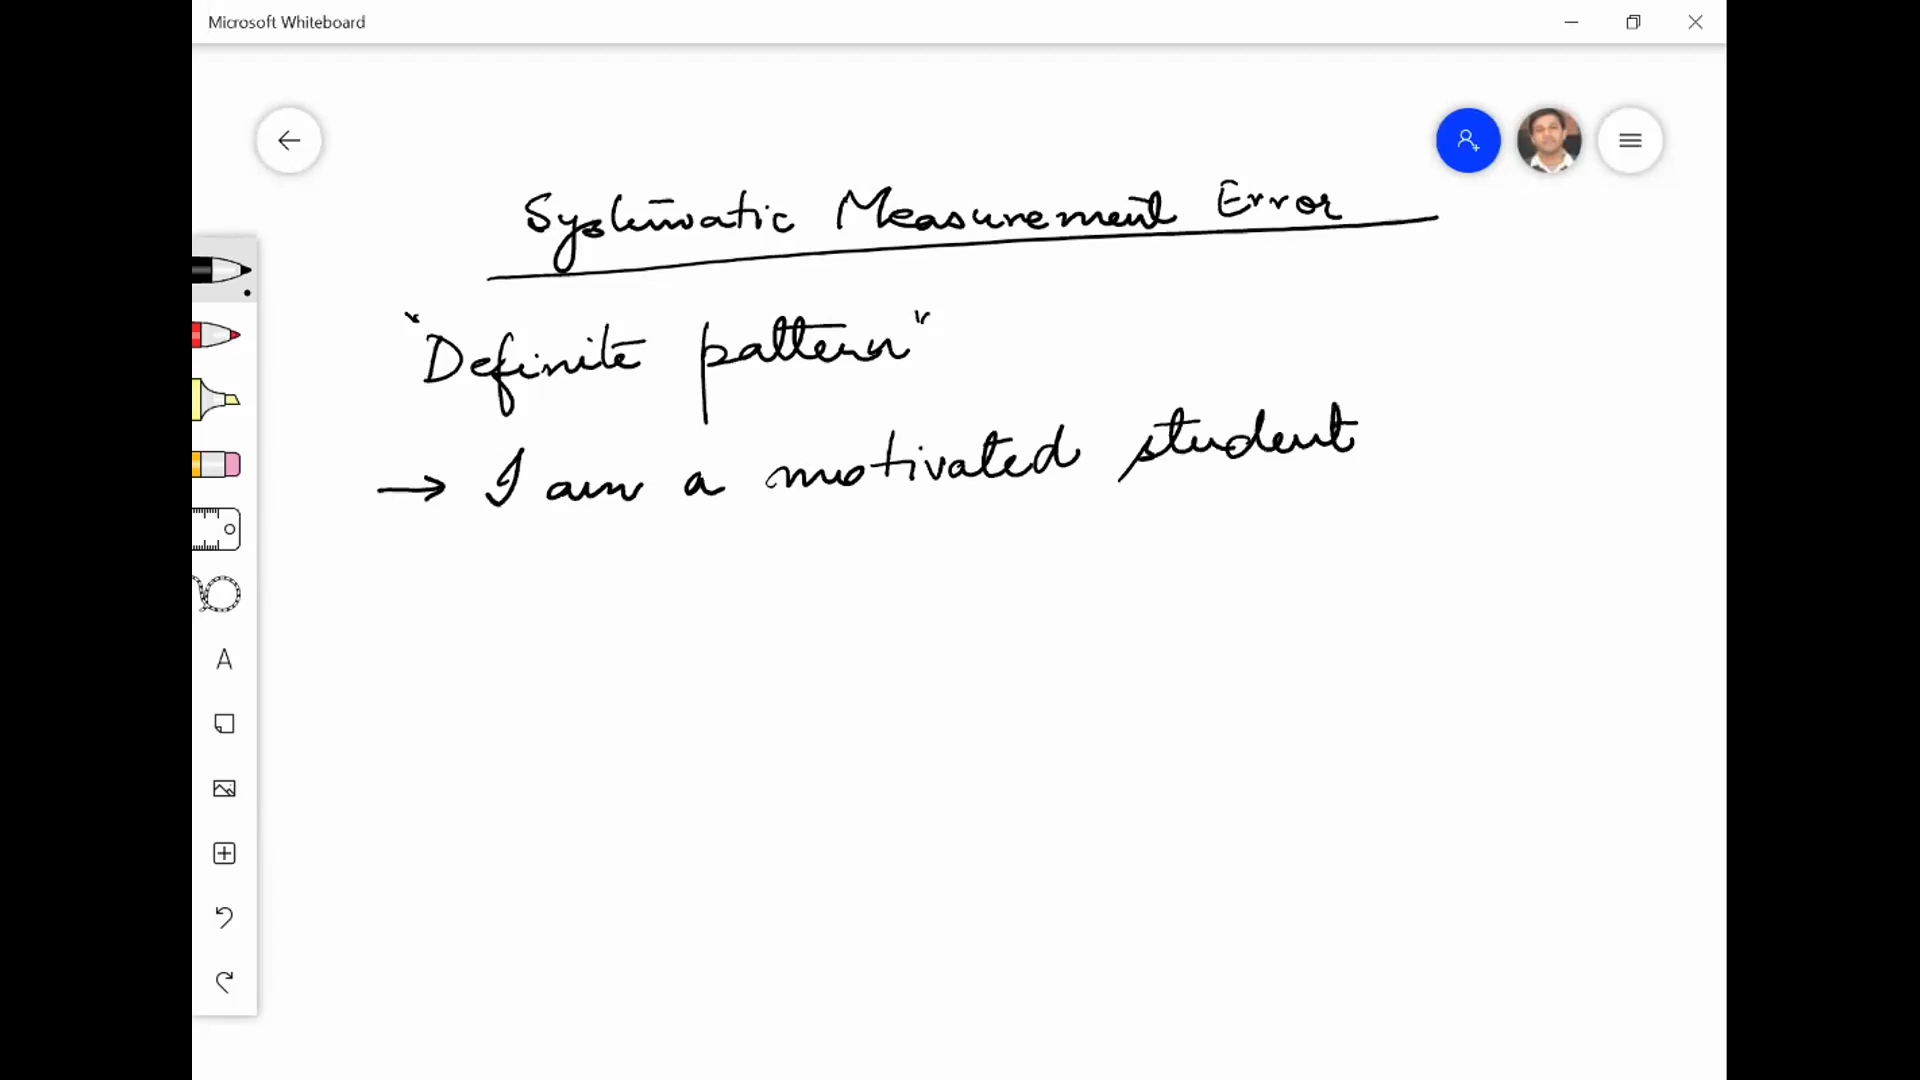 Microsoft Whiteboard
Systematic Measurement Error
"Definite pattern"
→ I am a motivated student